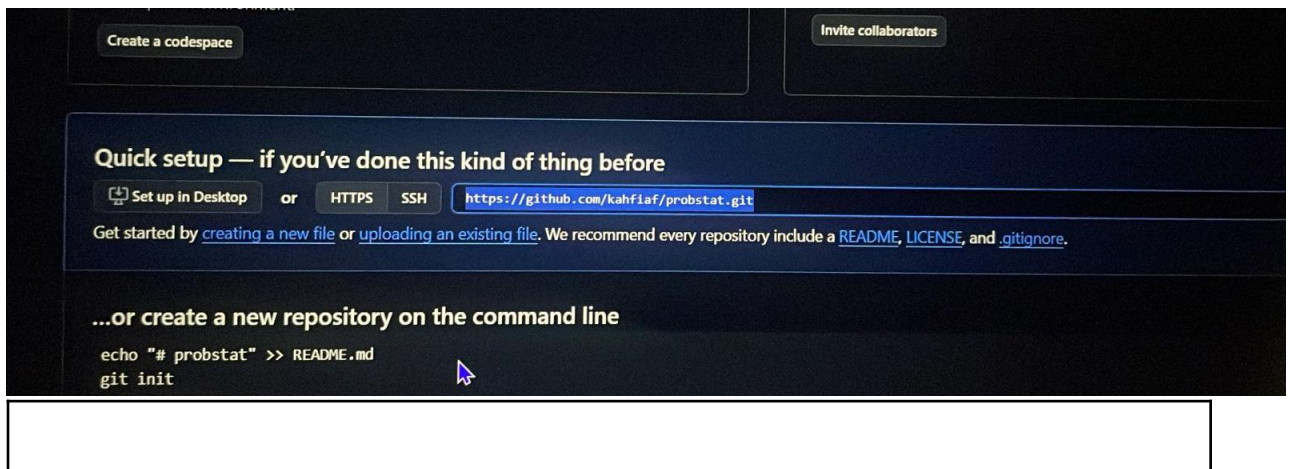 Create a codespace
Invite collaborators
Quick setup — if you've done this kind of thing before
Set up in Desktop or HTTPS SSH https://github.com/kahfiaf/probstat.git
Get started by creating a new file or uploading an existing file. We recommend every repository include a README, LICENSE, and .gitignore.
...or create a new repository on the command line
echo "# probstat" >> README.md
git init